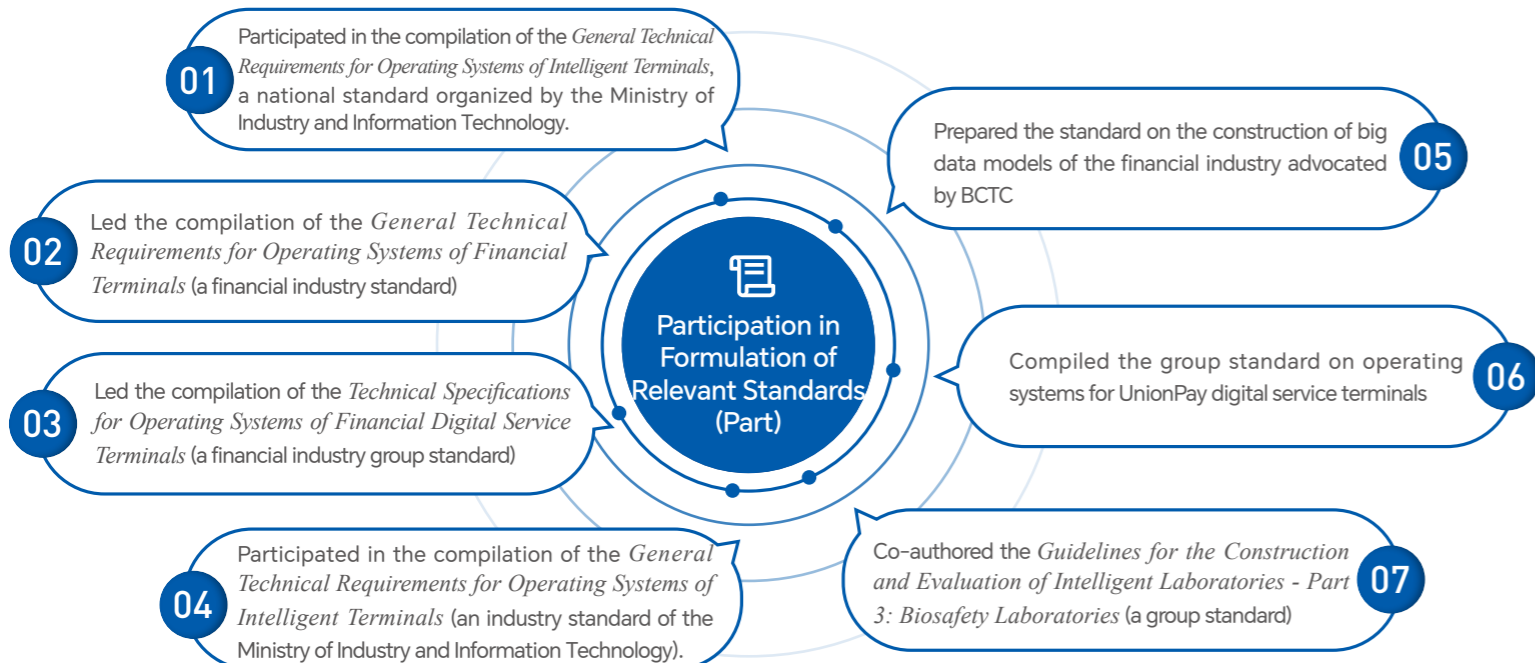 01
Participated in the compilation of the General Technical
Requirements for Operating Systems of Intelligent Terminals,
a national standard organized by the Ministry of
Industry and Information Technology.
02
Led the compilation of the General Technical
Requirements for Operating Systems of Financial
Terminals (a financial industry standard)
03
Led the compilation of the Technical Specifications
for Operating Systems of Financial Digital Service
Terminals (a financial industry group standard)
04
Participated in the compilation of the General
Technical Requirements for Operating Systems of
Intelligent Terminals (an industry standard of the
Ministry of Industry and Information Technology).
Participation in
Formulation of
Relevant Standards
(Part)
Prepared the standard on the construction of big
data models of the financial industry advocated
by BCTC
05
Compiled the group standard on operating
systems for UnionPay digital service terminals
06
Co-authored the Guidelines for the Construction
and Evaluation of Intelligent Laboratories - Part
3: Biosafety Laboratories (a group standard)
07